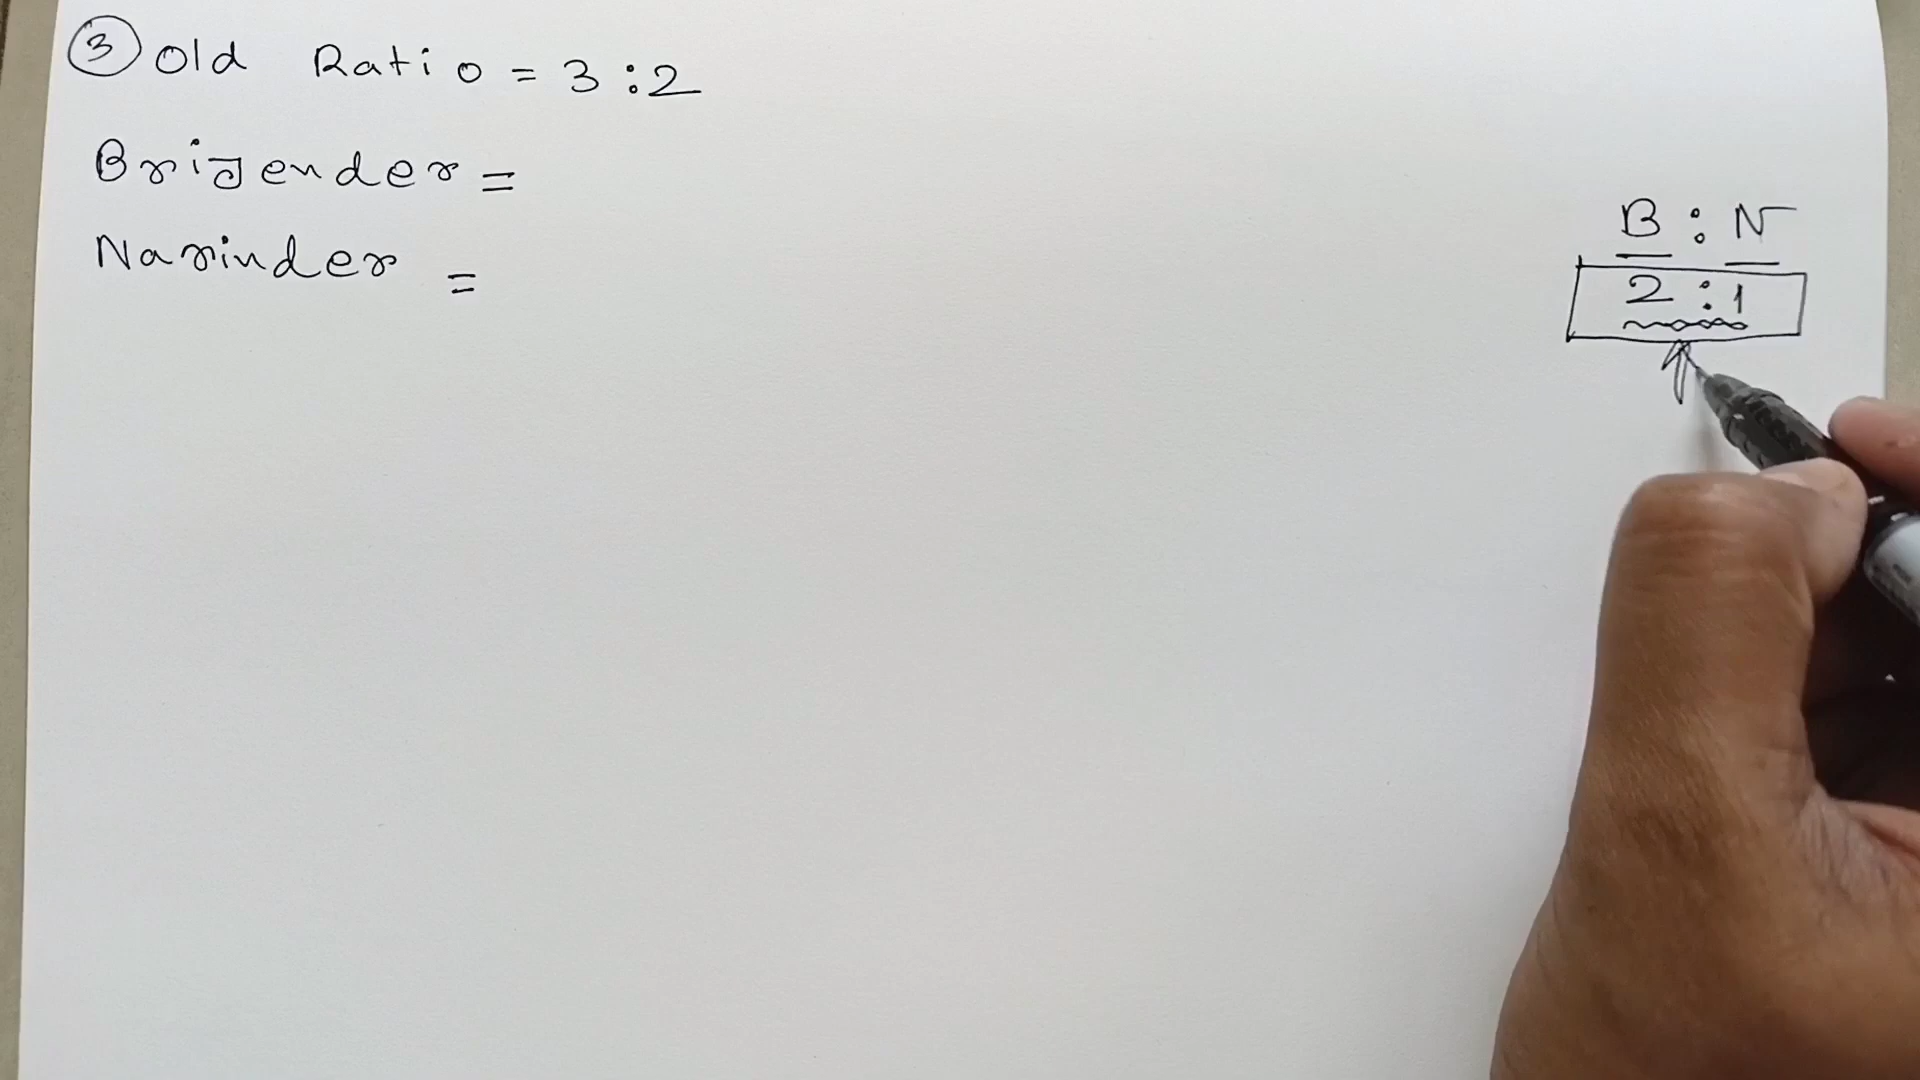 ③ Old Ratio = 3:2
Brijender =
Narinder =
B : N
2 : 1